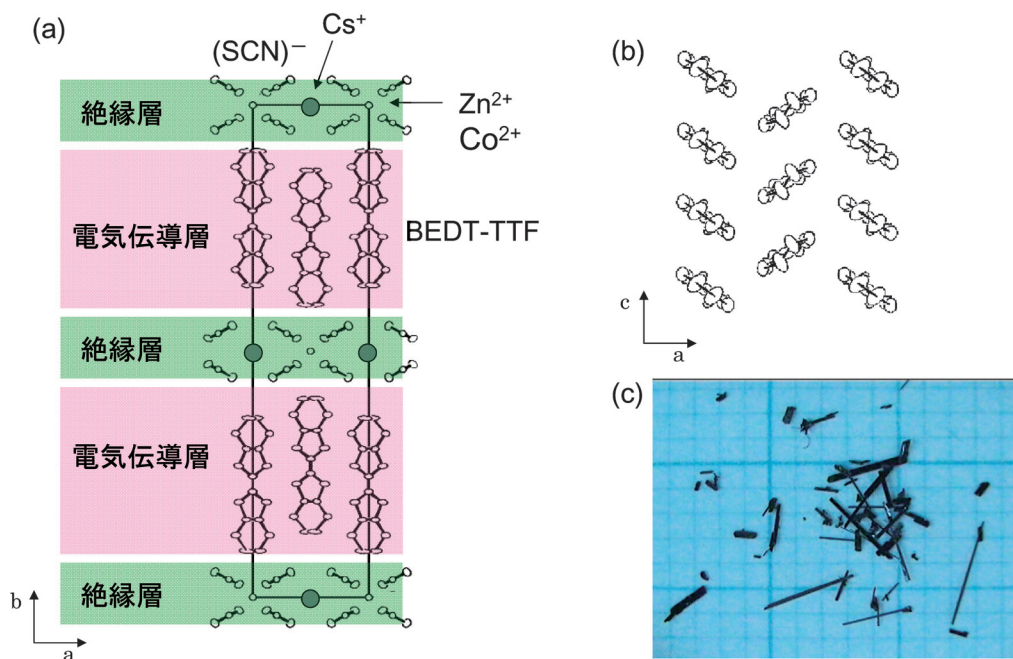 (a)
Cs⁺
(SCN)⁻
絶縁層
Zn²⁺
Co²⁺
電気伝導層
BEDT-TTF
絶縁層
電気伝導層
絶縁層
b
a
(b)
c
a
(c)